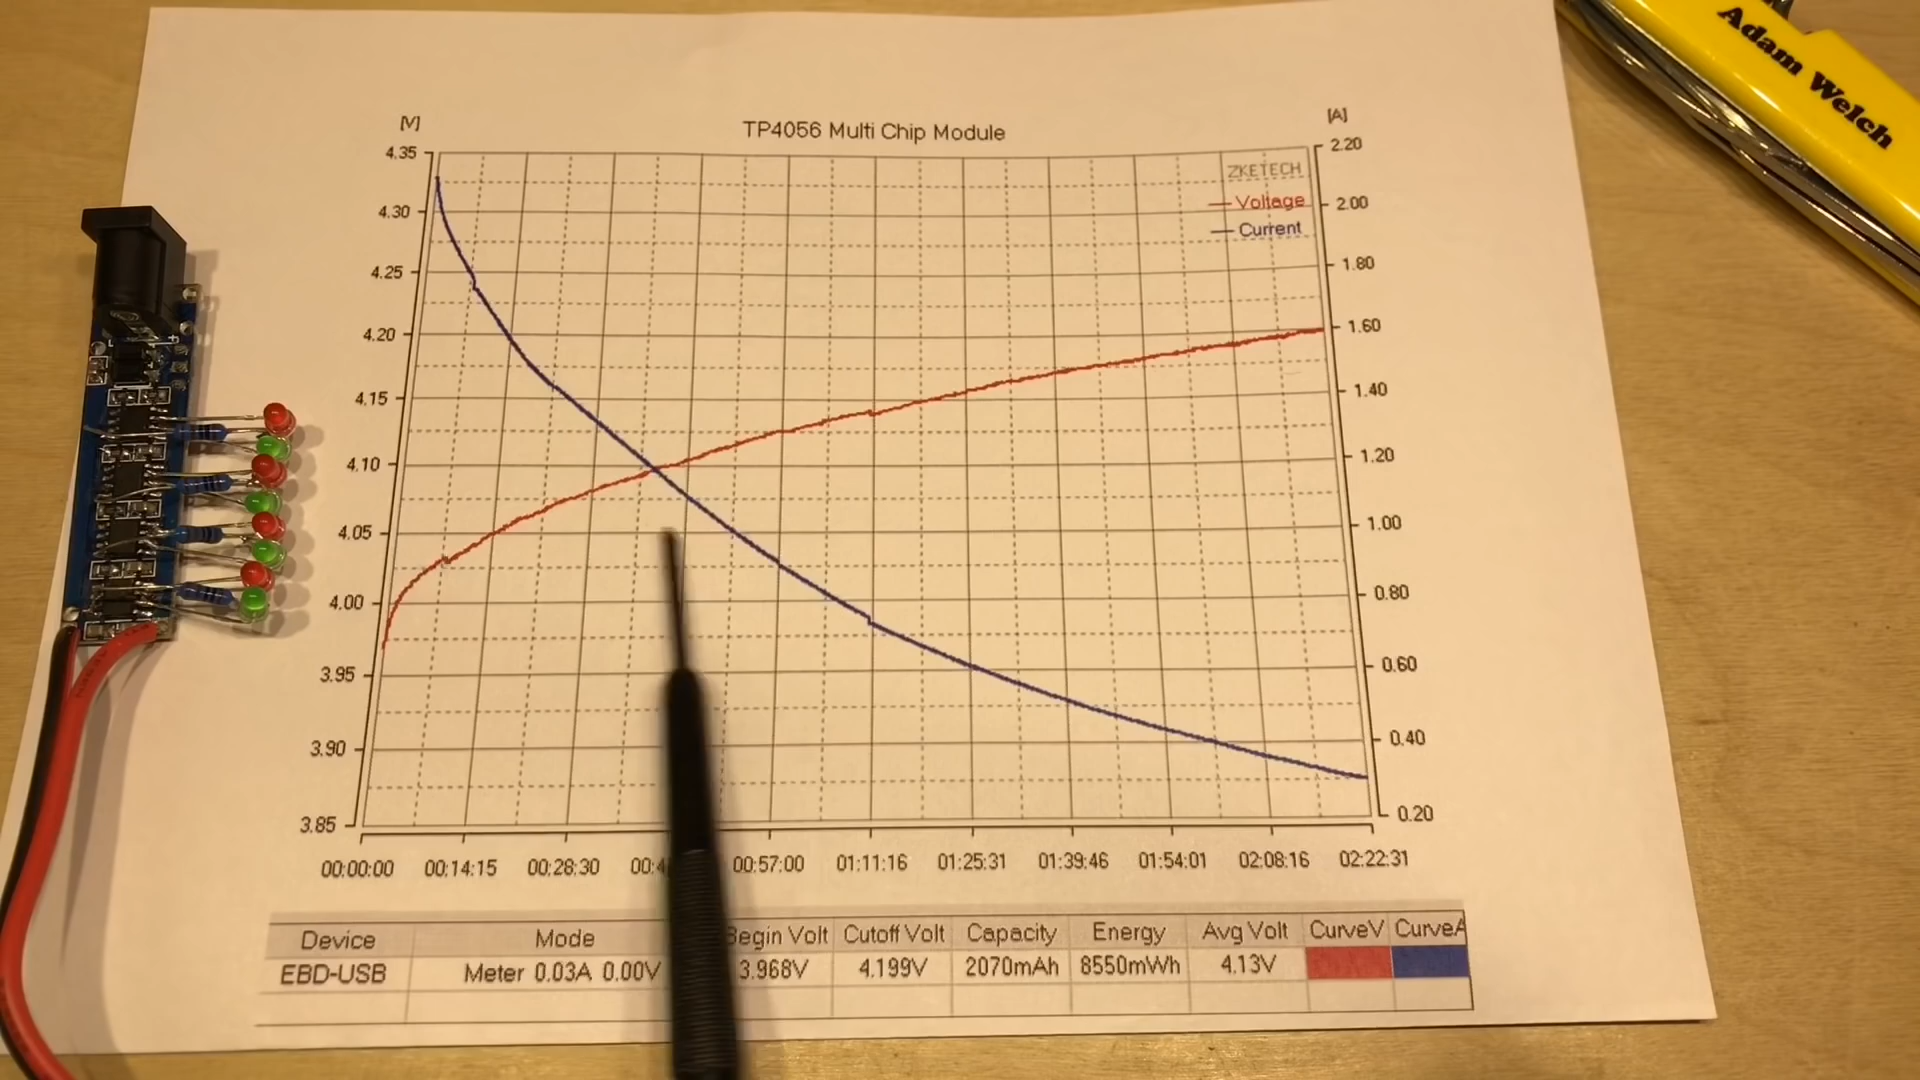 Adam Welch
TP4056 Multi Chip Module
[V]
[A]
4.35
4.30
4.25
4.20
4.15
4.10
4.05
4.00
3.95
3.90
3.85
2.20
2.00
1.80
1.60
1.40
1.20
1.00
0.80
0.60
0.40
0.20
ZKETECH
Voltage
Current
00:00:00 00:14:15 00:28:30 00:57:00 01:11:16 01:25:31 01:39:46 01:54:01 02:08:16 02:22:31
Device Mode Begin Volt Cutoff Volt Capacity Energy Avg Volt CurveV CurveA
EBD-USB Meter 0.03A 0.00V 3.968V 4.199V 2070mAh 8550mWh 4.13V